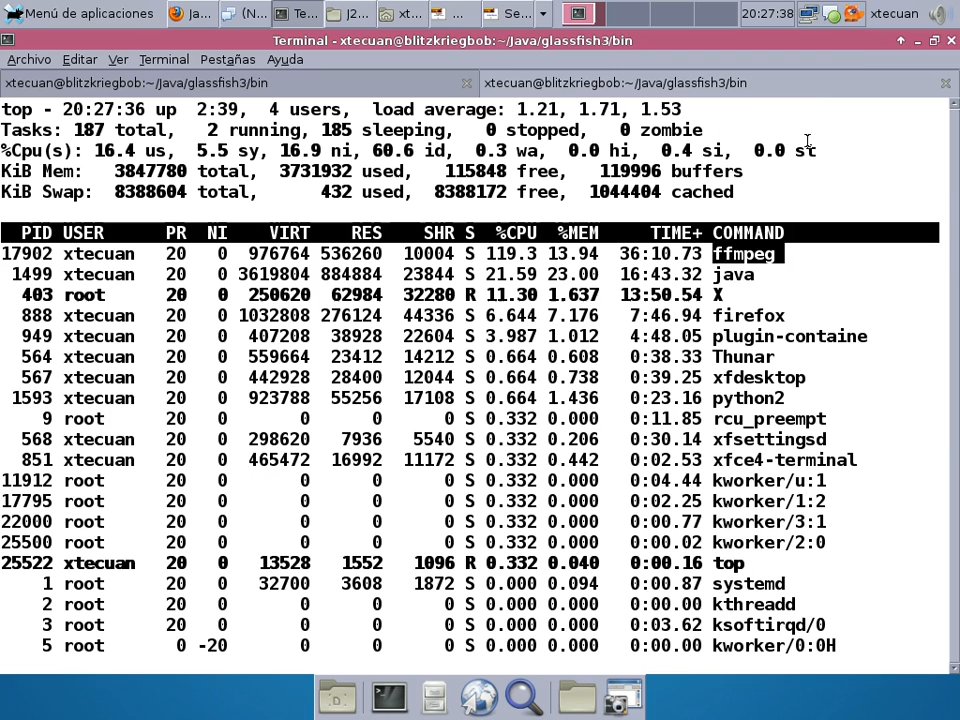 Menú de aplicaciones Ja... (N... Te... J2... xt... ... Se... 20:27:38 xtecuan
Terminal - xtecuan@blitzkriegbob:~/Java/glassfish3/bin
Archivo Editar Ver Terminal Pestañas Ayuda
xtecuan@blitzkriegbob:~/Java/glassfish3/bin xtecuan@blitzkriegbob:~/Java/glassfish3/bin
top - 20:27:36 up 2:39, 4 users, load average: 1.21, 1.71, 1.53
Tasks: 187 total, 2 running, 185 sleeping, 0 stopped, 0 zombie
%Cpu(s): 16.4 us, 5.5 sy, 16.9 ni, 60.6 id, 0.3 wa, 0.0 hi, 0.4 si, 0.0 st
KiB Mem: 3847780 total, 3731932 used, 115848 free, 119996 buffers
KiB Swap: 8388604 total, 432 used, 8388172 free, 1044404 cached
PID USER PR NI VIRT RES SHR S %CPU %MEM TIME+ COMMAND
17902 xtecuan 20 0 976764 536260 10004 S 119.3 13.94 36:10.73 ffmpeg
1499 xtecuan 20 0 3619804 884884 23844 S 21.59 23.00 16:43.32 java
403 root 20 0 250620 62984 32280 R 11.30 1.637 13:50.54 X
888 xtecuan 20 0 1032808 276124 44336 S 6.644 7.176 7:46.94 firefox
949 xtecuan 20 0 407208 38928 22604 S 3.987 1.012 4:48.05 plugin-containe
564 xtecuan 20 0 559664 23412 14212 S 0.664 0.608 0:38.33 Thunar
567 xtecuan 20 0 442928 28400 12044 S 0.664 0.738 0:39.25 xfdesktop
1593 xtecuan 20 0 923788 55256 17108 S 0.664 1.436 0:23.16 python2
9 root 20 0 0 0 0 S 0.332 0.000 0:11.85 rcu_preempt
568 xtecuan 20 0 298620 7936 5540 S 0.332 0.206 0:30.14 xfsettingsd
851 xtecuan 20 0 465472 16992 11172 S 0.332 0.442 0:02.53 xfce4-terminal
11912 root 20 0 0 0 0 S 0.332 0.000 0:04.44 kworker/u:1
17795 root 20 0 0 0 0 S 0.332 0.000 0:02.25 kworker/1:2
22000 root 20 0 0 0 0 S 0.332 0.000 0:00.77 kworker/3:1
25500 root 20 0 0 0 0 S 0.332 0.000 0:00.02 kworker/2:0
25522 xtecuan 20 0 13528 1552 1096 R 0.332 0.040 0:00.16 top
1 root 20 0 32700 3608 1872 S 0.000 0.094 0:00.87 systemd
2 root 20 0 0 0 0 S 0.000 0.000 0:00.00 kthreadd
3 root 20 0 0 0 0 S 0.000 0.000 0:03.62 ksoftirqd/0
5 root 0 -20 0 0 0 S 0.000 0.000 0:00.00 kworker/0:0H